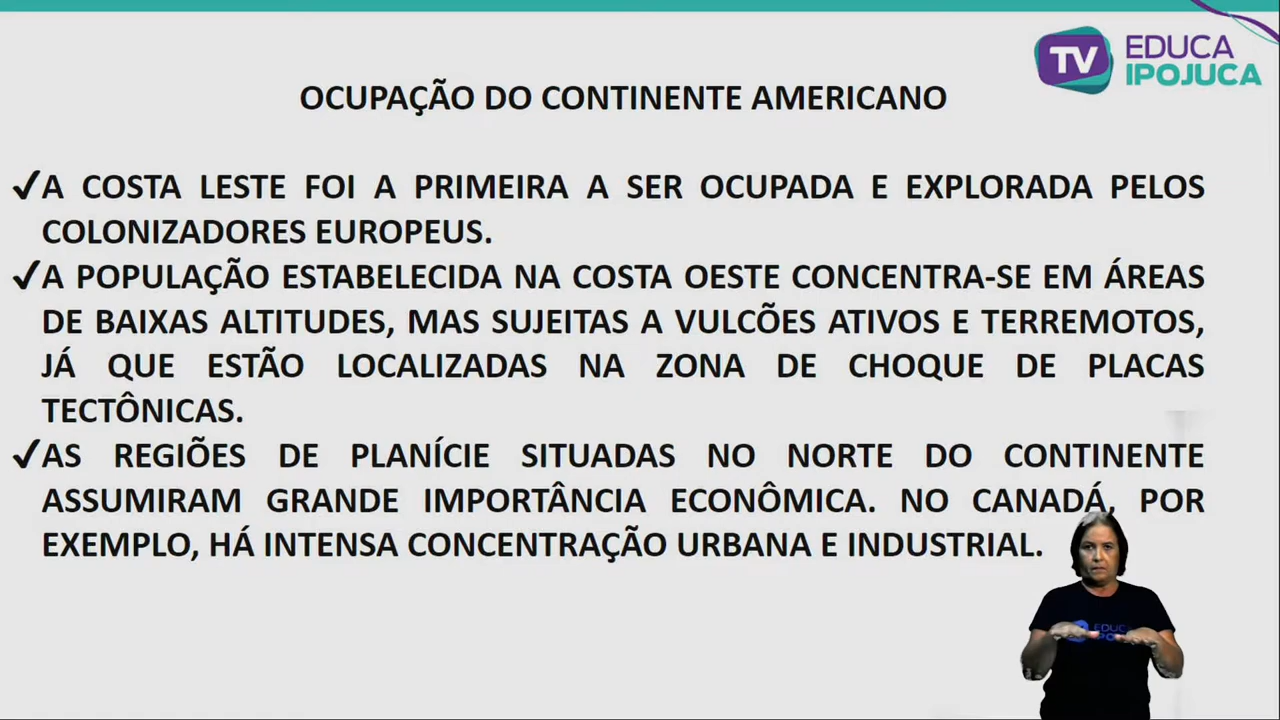 TV EDUCA
IPOJUCA
OCUPAÇÃO DO CONTINENTE AMERICANO
✓A COSTA LESTE FOI A PRIMEIRA A SER OCUPADA E EXPLORADA PELOS
COLONIZADORES EUROPEUS.
✓A POPULAÇÃO ESTABELECIDA NA COSTA OESTE CONCENTRA-SE EM ÁREAS
DE BAIXAS ALTITUDES, MAS SUJEITAS A VULCÕES ATIVOS E TERREMOTOS,
JÁ QUE ESTÃO LOCALIZADAS NA ZONA DE CHOQUE DE PLACAS
TECTÔNICAS.
✓AS REGIÕES DE PLANÍCIE SITUADAS NO NORTE DO CONTINENTE
ASSUMIRAM GRANDE IMPORTÂNCIA ECONÔMICA. NO CANADÁ, POR
EXEMPLO, HÁ INTENSA CONCENTRAÇÃO URBANA E INDUSTRIAL.